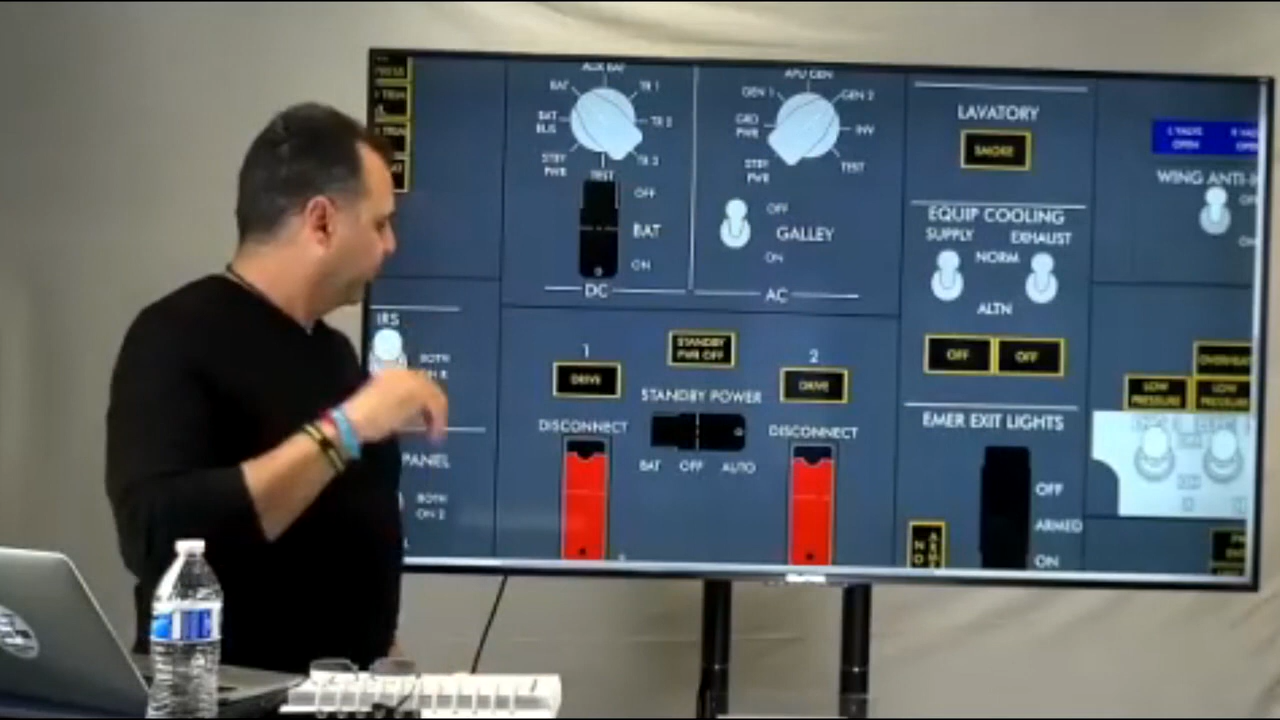 AUX BAT
BAT
TR 1
BAT
BUS
TR 2
STBY
PWR
TR 3
TEST
OFF
BAT
ON
DC
APU GEN
GEN 1
GEN 2
GRD
PWR
INV
STBY
PWR
TEST
OFF
GALLEY
ON
AC
LAVATORY
SMOKE
EQUIP COOLING
SUPPLY
EXHAUST
NORM
ALTN
OFF
OFF
EMER EXIT LIGHTS
OFF
ARMED
ON
OPEN
WING ANTI-I
ON
OVERHEAT
LOW
PRESSURE
LOW
PRESSURE
IRS
BOTH
ON R
PANEL
BOTH
ON 2
1
DRIVE
DISCONNECT
STANDBY
PWR OFF
STANDBY POWER
BAT OFF AUTO
2
DRIVE
DISCONNECT